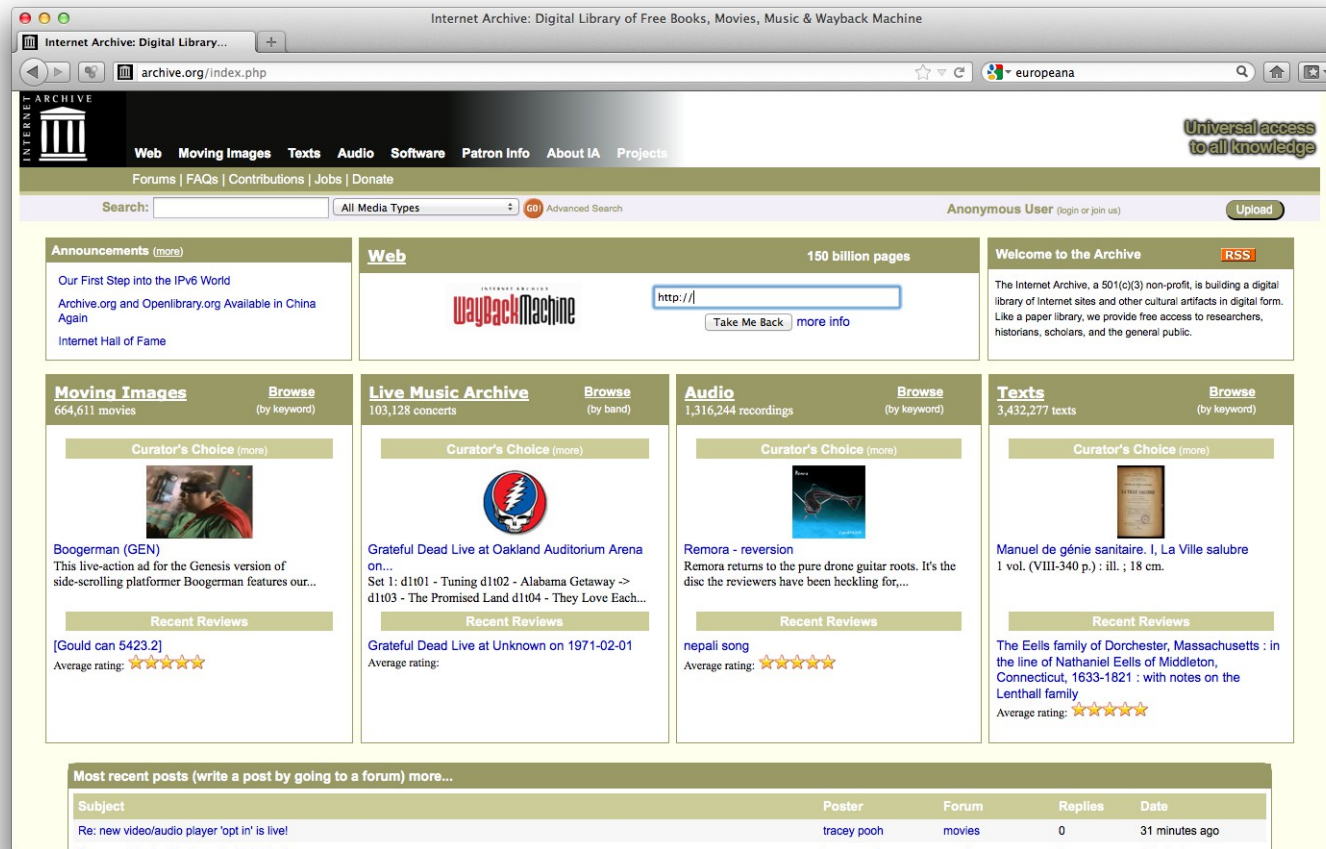 Internet Archive: Digital Library of Free Books, Movies, Music & Wayback Machine
Internet Archive: Digital Library...
archive.org/index.php
europeana
INTERNET ARCHIVE
Universal access
to all knowledge
Web Moving Images Texts Audio Software Patron Info About IA Projects
Forums | FAQs | Contributions | Jobs | Donate
Search: All Media Types GO! Advanced Search
Anonymous User (login or join us) Upload
Announcements (more)
Our First Step into the IPv6 World
Archive.org and Openlibrary.org Available in China
Again
Internet Hall of Fame
Web 150 billion pages
INTERNET ARCHIVE
WayBackMachine
http://
Take Me Back more info
Welcome to the Archive RSS
The Internet Archive, a 501(c)(3) non-profit, is building a digital
library of Internet sites and other cultural artifacts in digital form.
Like a paper library, we provide free access to researchers,
historians, scholars, and the general public.
Moving Images Browse
664,611 movies (by keyword)
Curator's Choice (more)
Boogerman (GEN)
This live-action ad for the Genesis version of
side-scrolling platformer Boogerman features our...
Recent Reviews
[Gould can 5423.2]
Average rating:
Live Music Archive Browse
103,128 concerts (by band)
Curator's Choice (more)
Grateful Dead Live at Oakland Auditorium Arena
on...
Set 1: d1t01 - Tuning d1t02 - Alabama Getaway ->
d1t03 - The Promised Land d1t04 - They Love Each...
Recent Reviews
Grateful Dead Live at Unknown on 1971-02-01
Average rating:
Audio Browse
1,316,244 recordings (by keyword)
Curator's Choice (more)
Remora
Remora - reversion
Remora returns to the pure drone guitar roots. It's the
disc the reviewers have been heckling for,...
Recent Reviews
nepali song
Average rating:
Texts Browse
3,432,277 texts (by keyword)
Curator's Choice (more)
LA VILLE SALUBRE
Manuel de génie sanitaire. I, La Ville salubre
1 vol. (VIII-340 p.) : ill. ; 18 cm.
Recent Reviews
The Eells family of Dorchester, Massachusetts : in
the line of Nathaniel Eells of Middleton,
Connecticut, 1633-1821 : with notes on the
Lenthall family
Average rating:
Most recent posts (write a post by going to a forum) more...
Subject Poster Forum Replies Date
Re: new video/audio player 'opt in' is live! tracey pooh movies 0 31 minutes ago